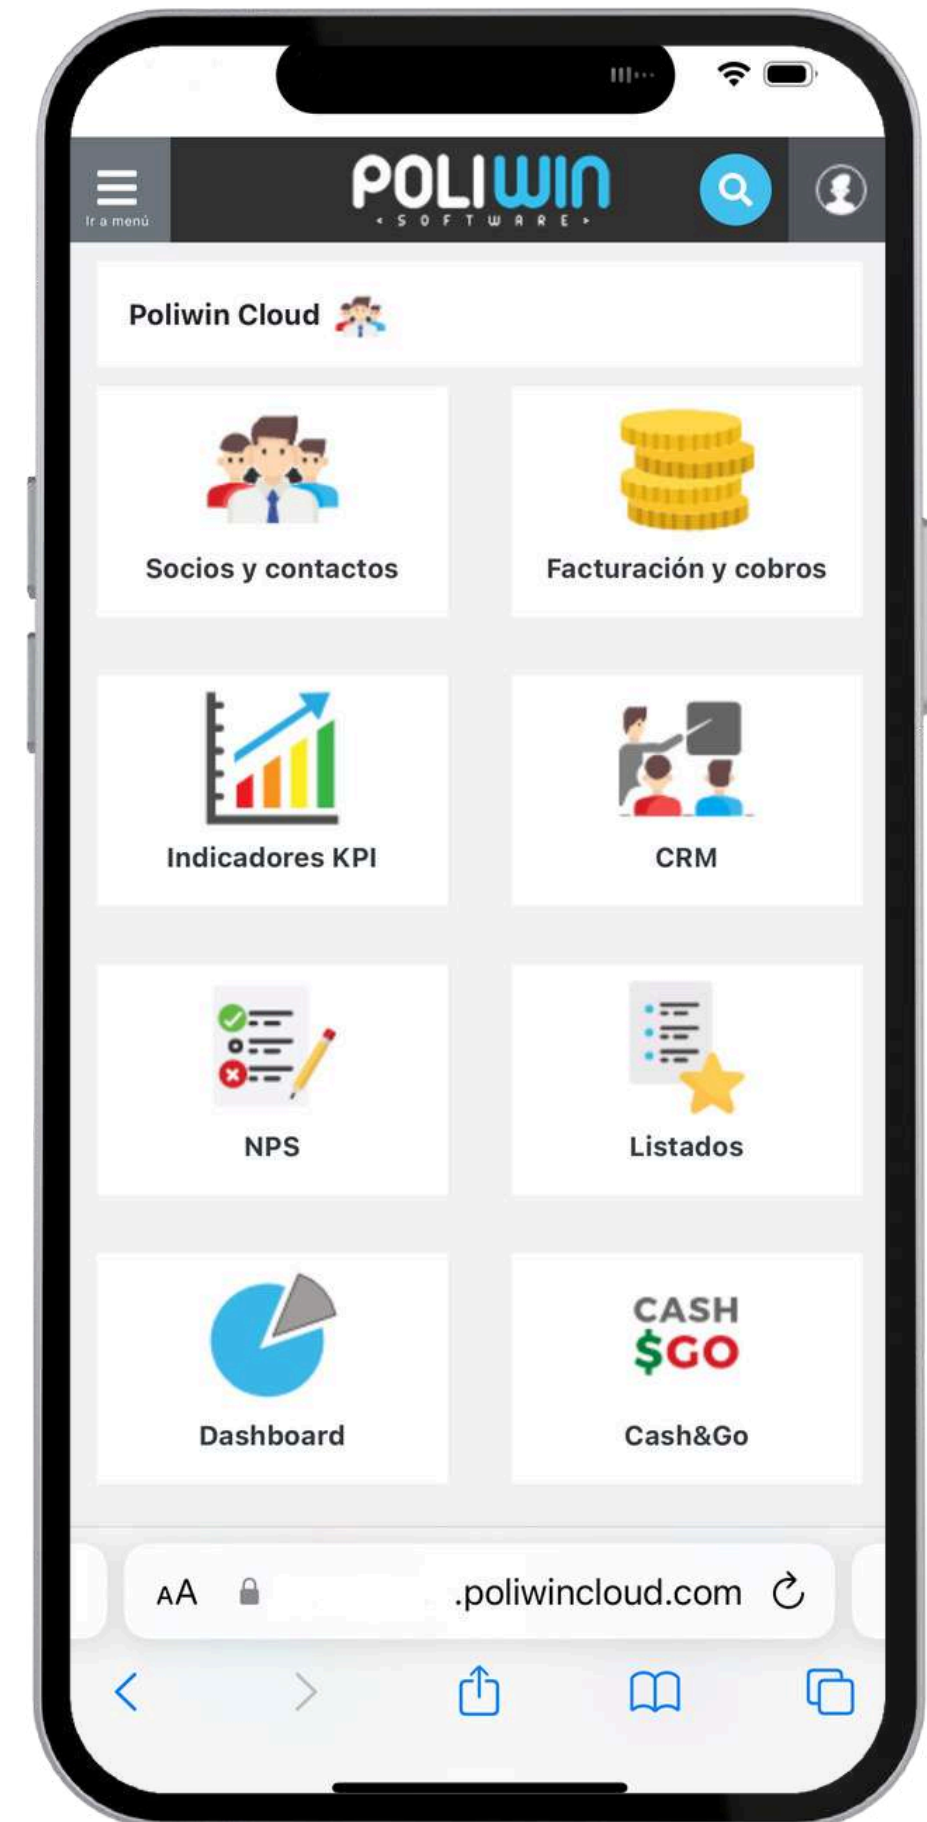 Ir a menú
POLIWIN
<SOFTWARE>
Poliwin Cloud
Socios y contactos
Facturación y cobros
Indicadores KPI
CRM
NPS
Listados
CASH
$GO
Dashboard
Cash&Go
AA
.poliwincloud.com